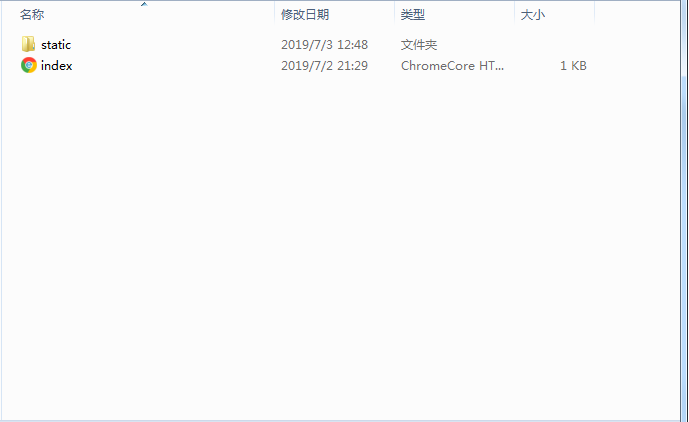 名称 修改日期 类型 大小
static 2019/7/3 12:48 文件夹
index 2019/7/2 21:29 ChromeCore HT... 1 KB